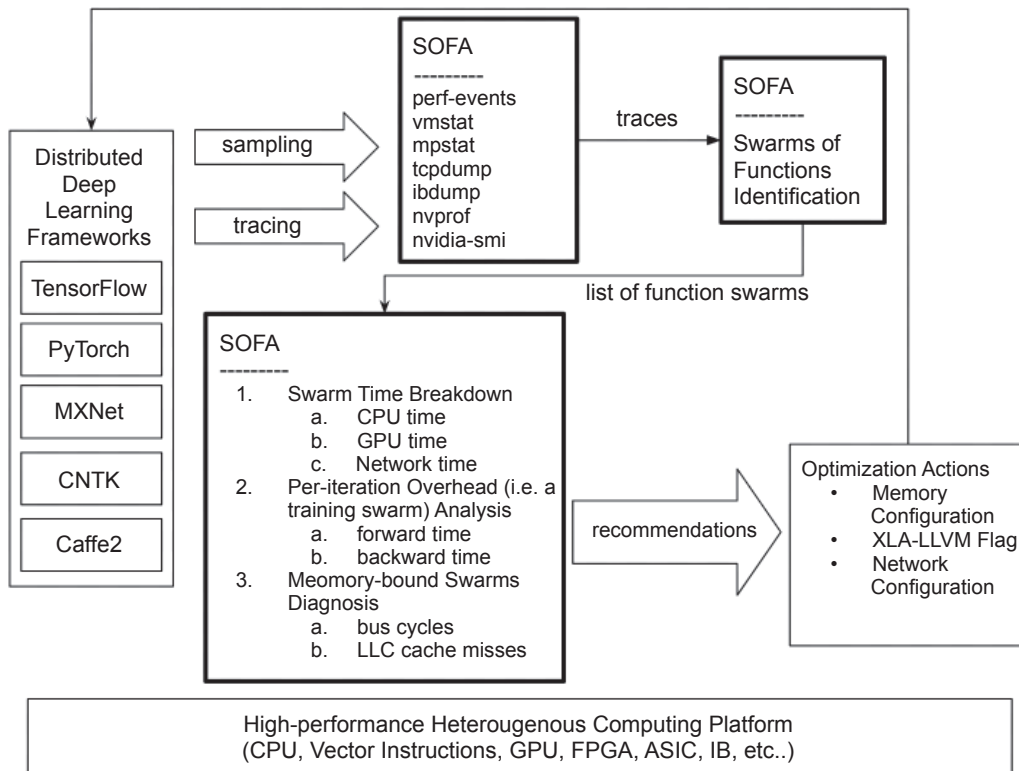 Distributed
Deep
Learning
Frameworks
TensorFlow
PyTorch
MXNet
CNTK
Caffe2
sampling
tracing
SOFA
---------
perf-events
vmstat
mpstat
tcpdump
ibdump
nvprof
nvidia-smi
traces
SOFA
---------
Swarms of
Functions
Identification
list of function swarms
SOFA
---------
1. Swarm Time Breakdown
a. CPU time
b. GPU time
c. Network time
2. Per-iteration Overhead (i.e. a
training swarm) Analysis
a. forward time
b. backward time
3. Meomory-bound Swarms
Diagnosis
a. bus cycles
b. LLC cache misses
recommendations
Optimization Actions
• Memory
Configuration
• XLA-LLVM Flag
• Network
Configuration
High-performance Heterougenous Computing Platform
(CPU, Vector Instructions, GPU, FPGA, ASIC, IB, etc..)